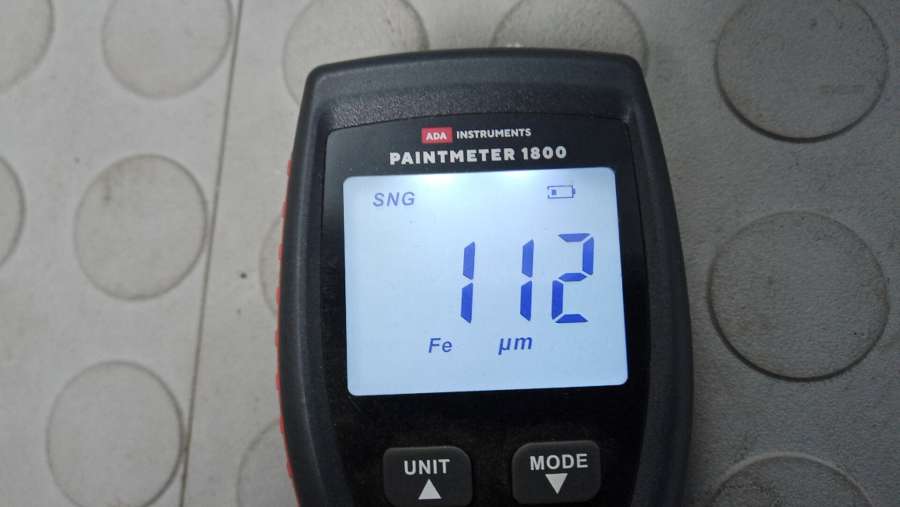 ADA INSTRUMENTS
PAINTMETER 1800
SNG
112
Fe µm
UNIT MODE